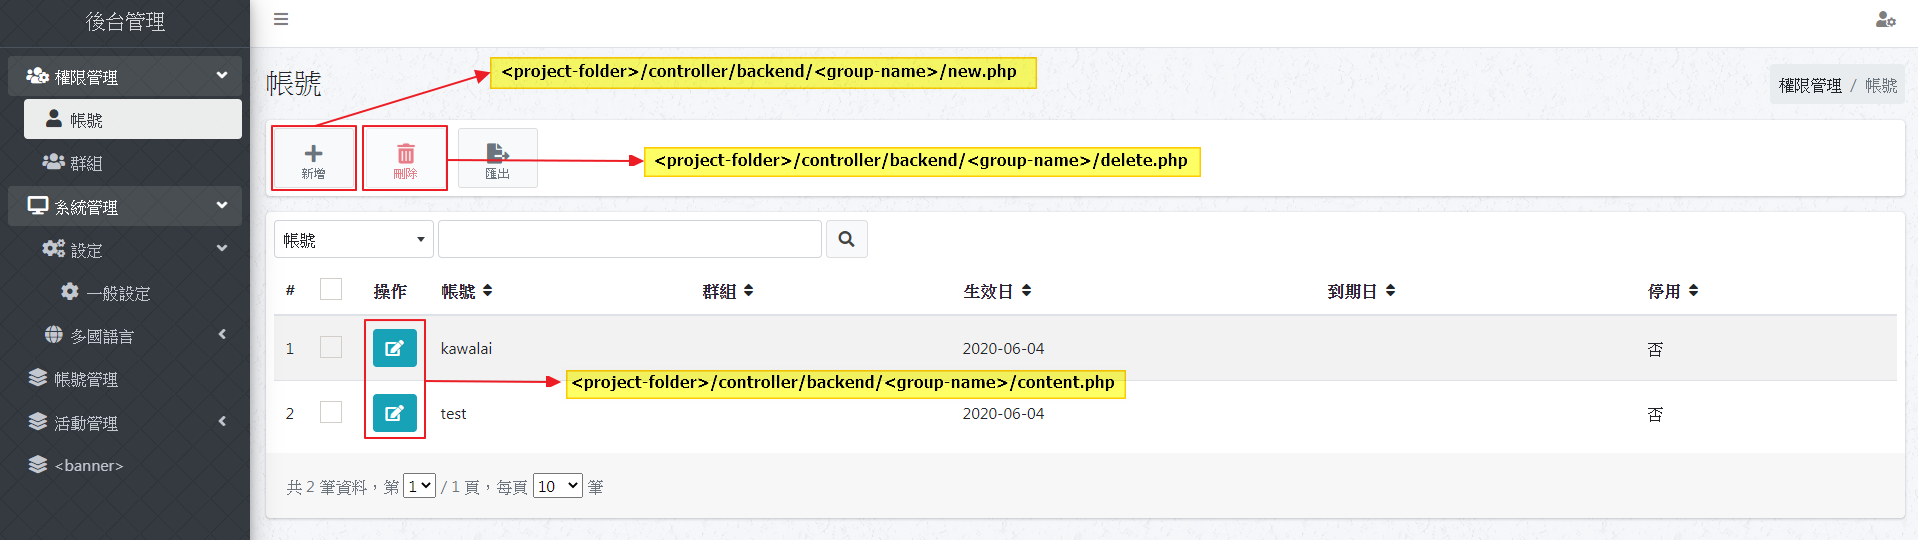 後台管理
權限管理
帳號
群組
系統管理
設定
一般設定
多國語言
帳號管理
活動管理
<banner>
帳號
權限管理 / 帳號
<project-folder>/controller/backend/<group-name>/new.php
新增
刪除
匯出
<project-folder>/controller/backend/<group-name>/delete.php
帳號
# 操作 帳號 群組 生效日 到期日 停用
1 kawalai 2020-06-04 否
<project-folder>/controller/backend/<group-name>/content.php
2 test 2020-06-04 否
共 2 筆資料，第 1 / 1 頁，每頁 10 筆